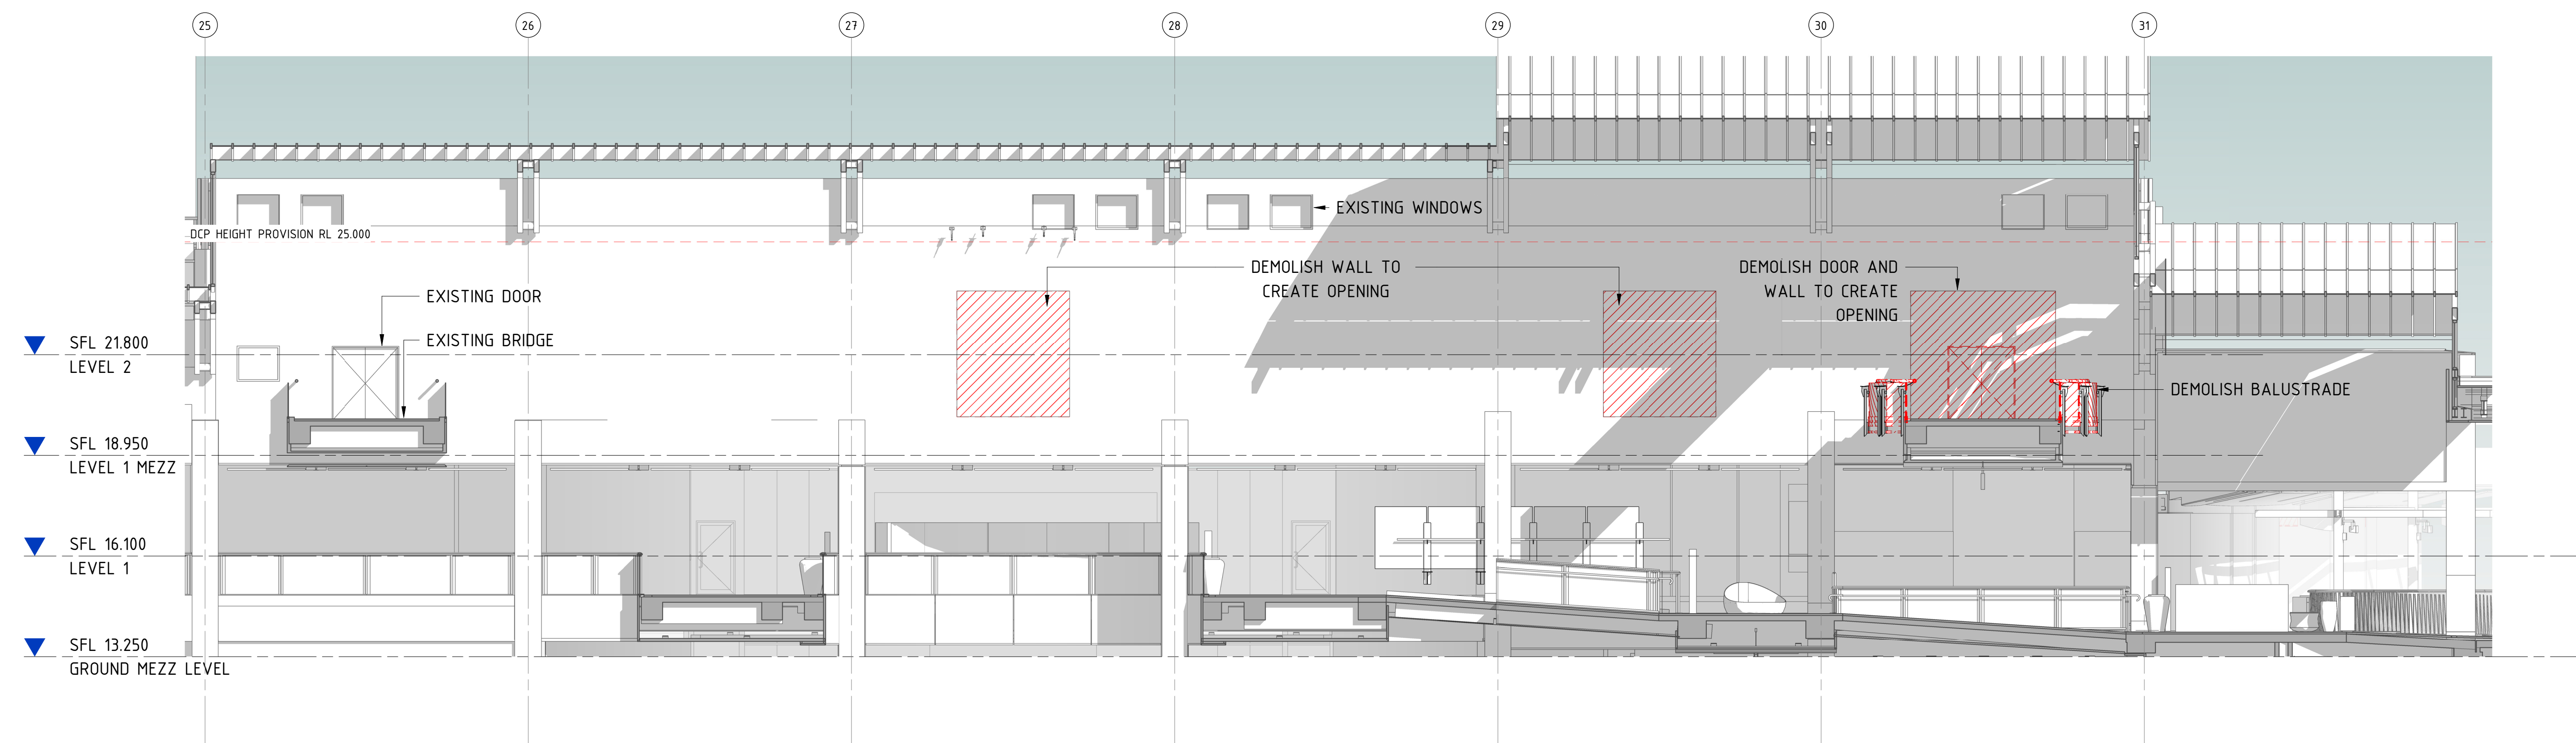 25
26
27
28
29
30
31
EXISTING WINDOWS
DCP HEIGHT PROVISION RL 25.000
DEMOLISH WALL TO
CREATE OPENING
DEMOLISH DOOR AND
WALL TO CREATE
OPENING
EXISTING DOOR
EXISTING BRIDGE
SFL 21.800
LEVEL 2
DEMOLISH BALUSTRADE
SFL 18.950
LEVEL 1 MEZZ
SFL 16.100
LEVEL 1
SFL 13.250
GROUND MEZZ LEVEL